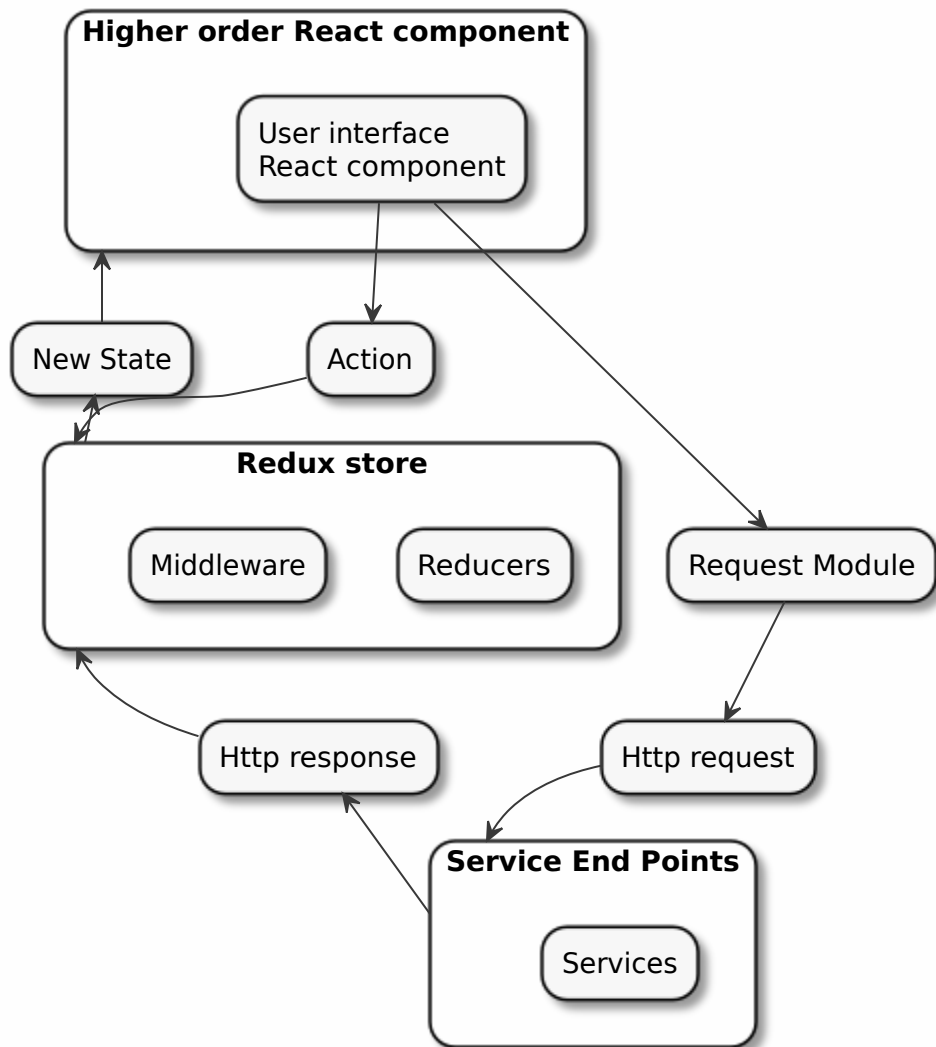 Higher order React component
User interface
React component
New State
Action
Redux store
Middleware
Reducers
Request Module
Http response
Http request
Service End Points
Services